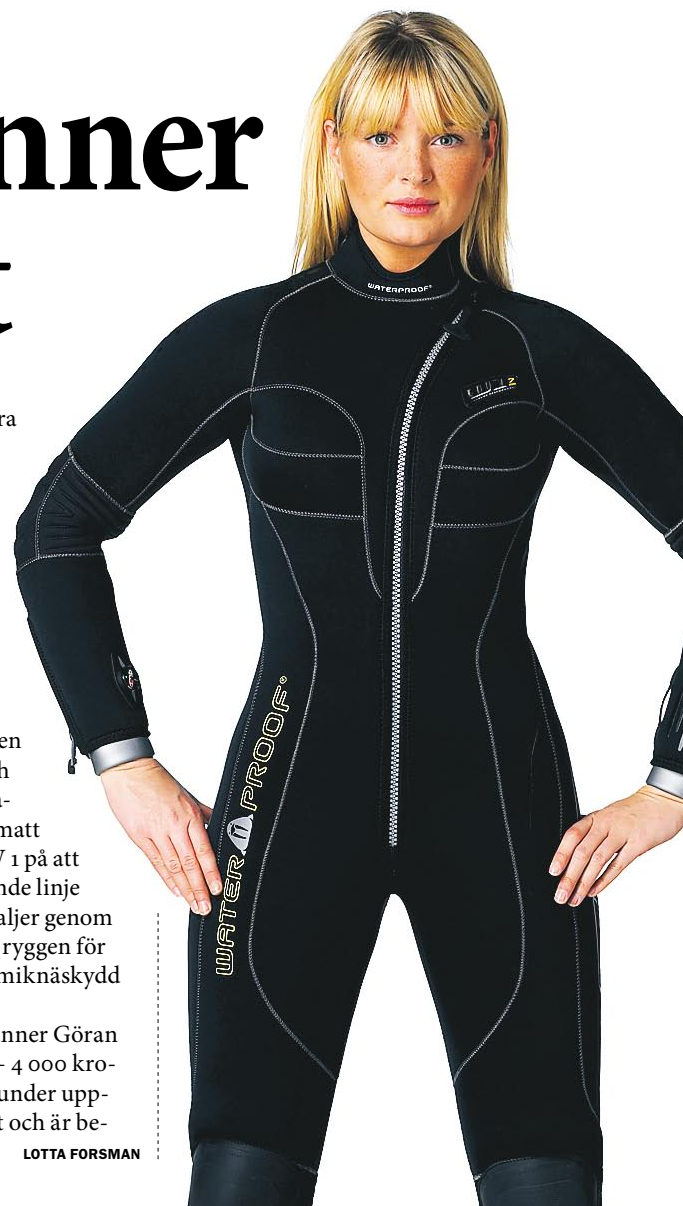 nner
t
WATERPROOF®
ra
en
h
matt
1 på att
nde linje
aljer genom
ryggen för
miknäskydd
nner Göran
- 4 000 kro-
under upp-
t och är be-
LOTTA FORSMAN
WATERPROOF®